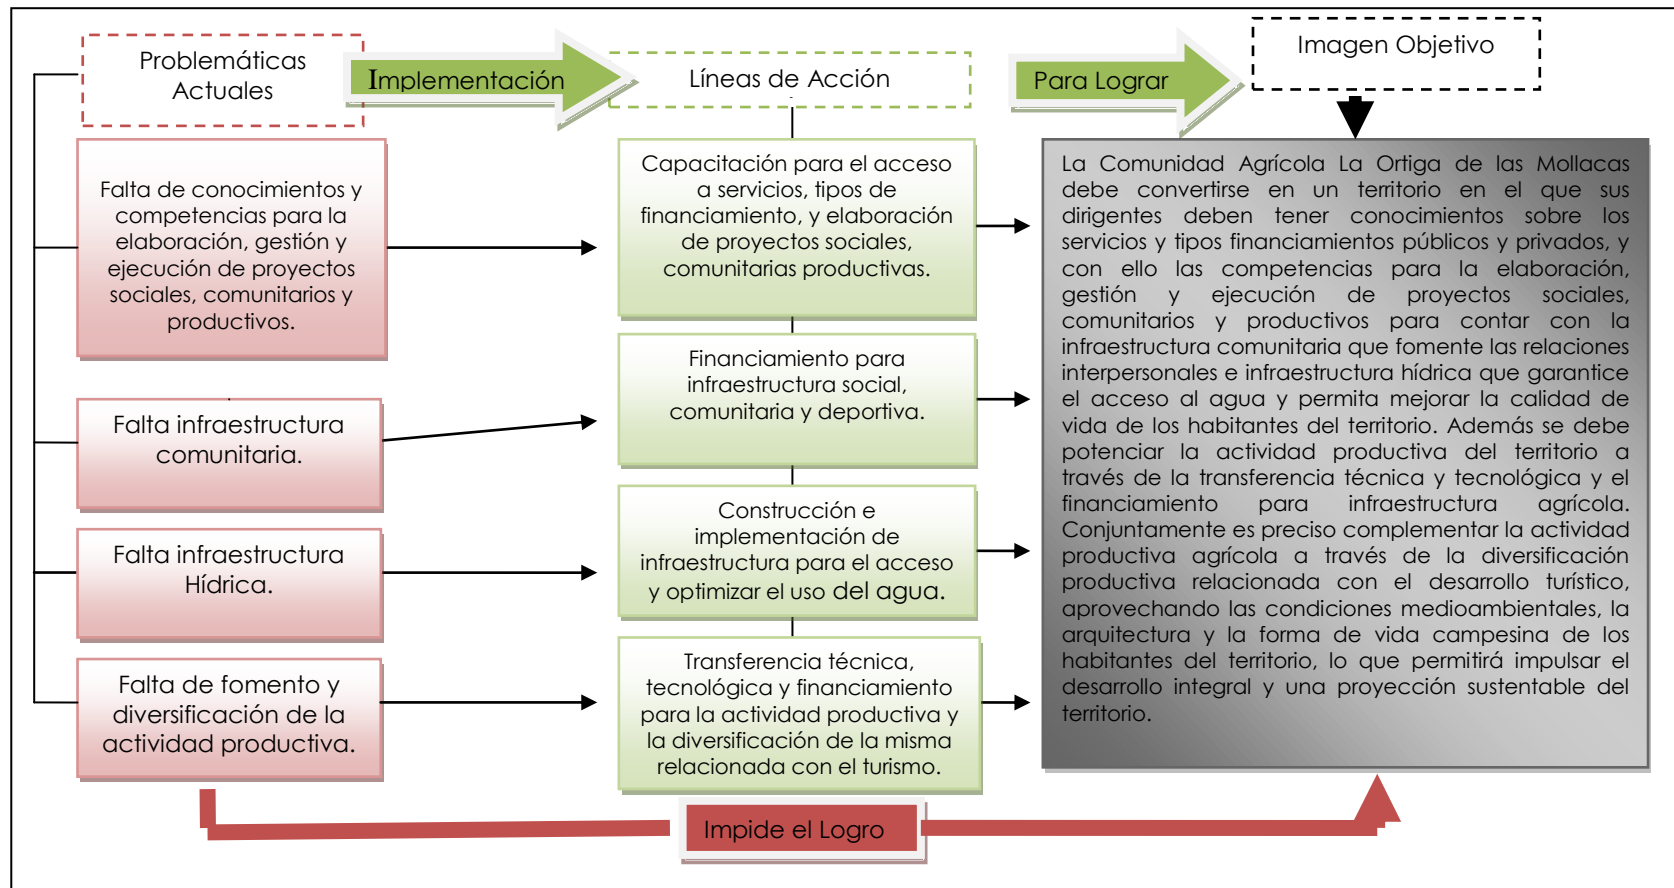 Problemáticas
Actuales
Implementación
Líneas de Acción
Para Lograr
Imagen Objetivo
Falta de conocimientos y
competencias para la
elaboración, gestión y
ejecución de proyectos
sociales, comunitarios y
productivos.
Falta infraestructura
comunitaria.
Falta infraestructura
Hídrica.
Falta de fomento y
diversificación de la
actividad productiva.
Capacitación para el acceso
a servicios, tipos de
financiamiento, y elaboración
de proyectos sociales,
comunitarias productivas.
Financiamiento para
infraestructura social,
comunitaria y deportiva.
Construcción e
implementación de
infraestructura para el acceso
y optimizar el uso del agua.
Transferencia técnica,
tecnológica y financiamiento
para la actividad productiva y
la diversificación de la misma
relacionada con el turismo.
La Comunidad Agrícola La Ortiga de las Mollacas
debe convertirse en un territorio en el que sus
dirigentes deben tener conocimientos sobre los
servicios y tipos financiamientos públicos y privados, y
con ello las competencias para la elaboración,
gestión y ejecución de proyectos sociales,
comunitarios y productivos para contar con la
infraestructura comunitaria que fomente las relaciones
interpersonales e infraestructura hídrica que garantice
el acceso al agua y permita mejorar la calidad de
vida de los habitantes del territorio. Además se debe
potenciar la actividad productiva del territorio a
través de la transferencia técnica y tecnológica y el
financiamiento para infraestructura agrícola.
Conjuntamente es preciso complementar la actividad
productiva agrícola a través de la diversificación
productiva relacionada con el desarrollo turístico,
aprovechando las condiciones medioambientales, la
arquitectura y la forma de vida campesina de los
habitantes del territorio, lo que permitirá impulsar el
desarrollo integral y una proyección sustentable del
territorio.
Impide el Logro